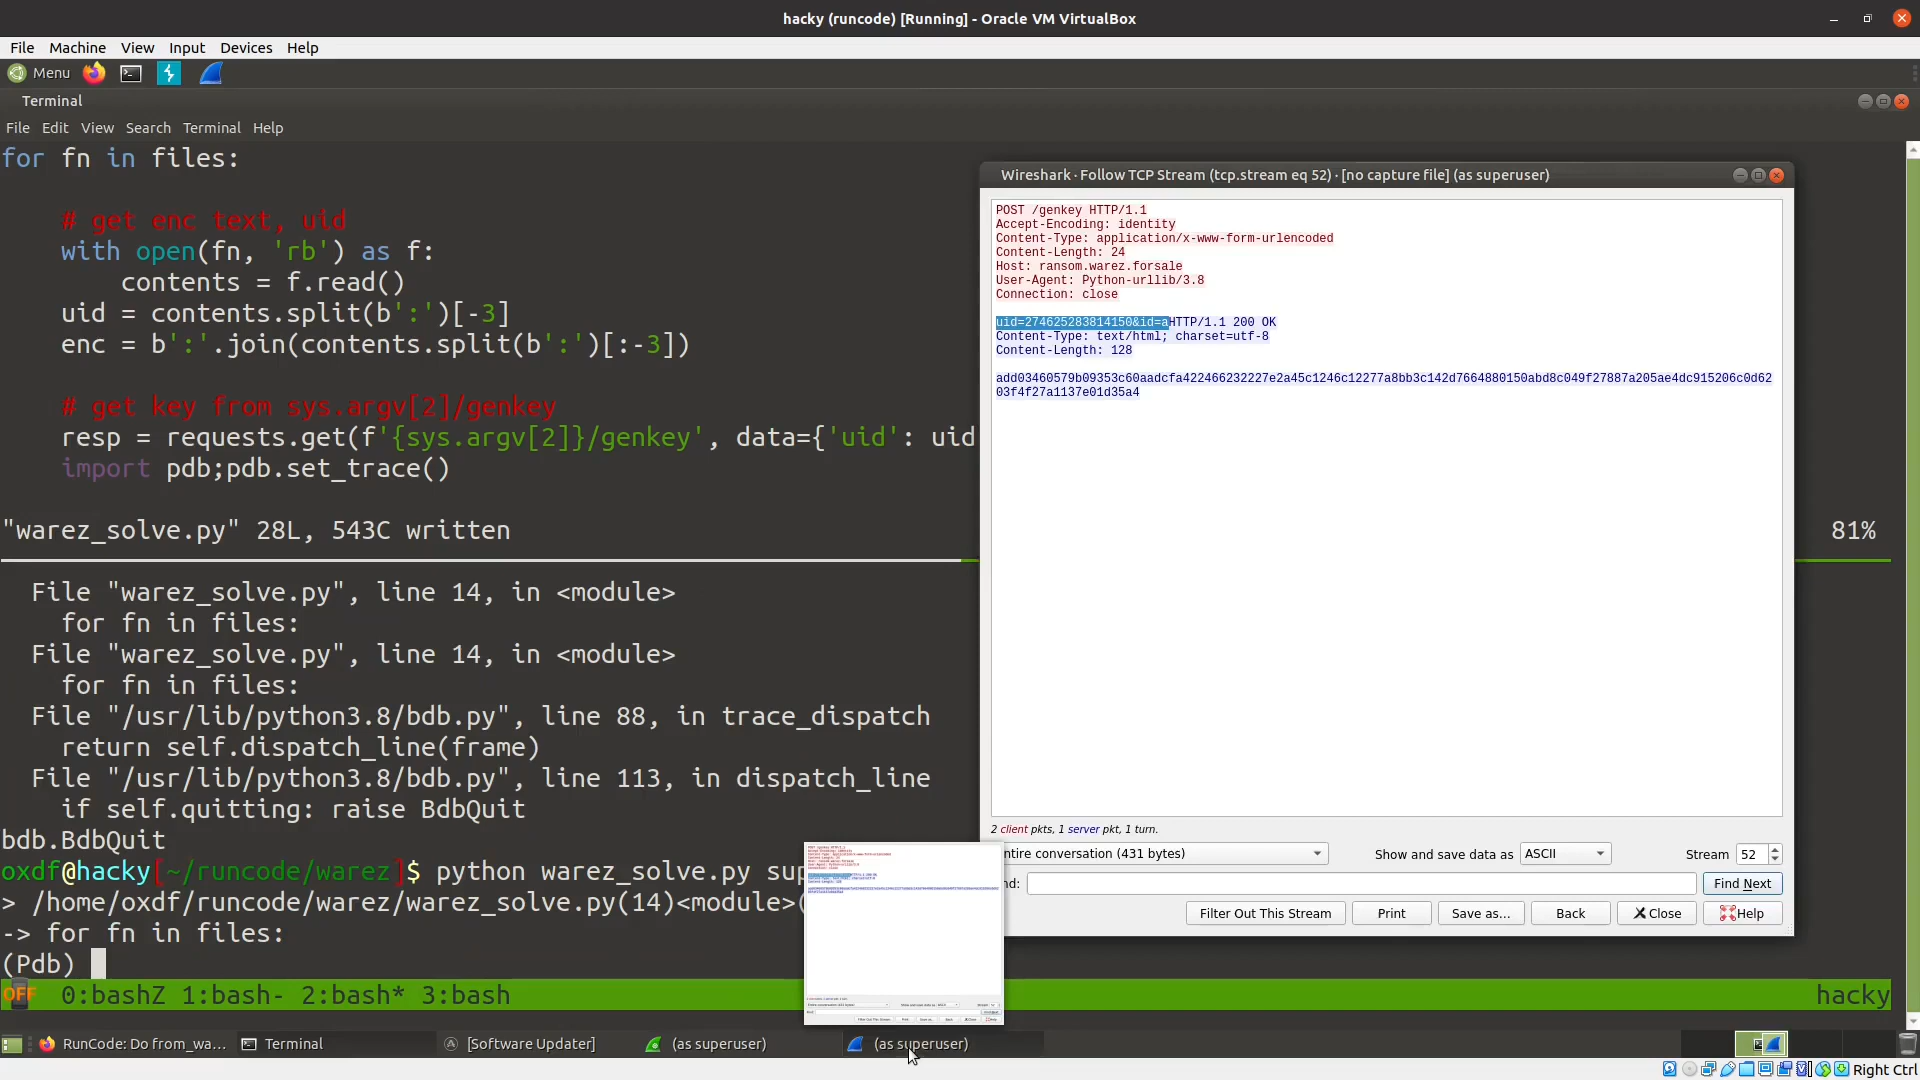 hacky (runcode) [Running] - Oracle VM VirtualBox
File Machine View Input Devices Help
Menu
Terminal
File Edit View Search Terminal Help
for fn in files:
# get enc text, uid
with open(fn, 'rb') as f:
contents = f.read()
uid = contents.split(b':')[-3]
enc = b':'.join(contents.split(b':')[:-3])
# get key from sys.argv[2]/genkey
resp = requests.get(f'{sys.argv[2]}/genkey', data={'uid': uid
import pdb;pdb.set_trace()
"warez_solve.py" 28L, 543C written
81%
File "warez_solve.py", line 14, in <module>
for fn in files:
File "warez_solve.py", line 14, in <module>
for fn in files:
File "/usr/lib/python3.8/bdb.py", line 88, in trace_dispatch
return self.dispatch_line(frame)
File "/usr/lib/python3.8/bdb.py", line 113, in dispatch_line
if self.quitting: raise BdbQuit
bdb.BdbQuit
oxdf@hacky[~/runcode/warez]$ python warez_solve.py sup
> /home/oxdf/runcode/warez/warez_solve.py(14)<module>(
-> for fn in files:
(Pdb)
OFF 0:bashZ 1:bash- 2:bash* 3:bash
hacky
Wireshark · Follow TCP Stream (tcp.stream eq 52) · [no capture file] (as superuser)
POST /genkey HTTP/1.1
Accept-Encoding: identity
Content-Type: application/x-www-form-urlencoded
Content-Length: 24
Host: ransom.warez.forsale
User-Agent: Python-urllib/3.8
Connection: close
uid=274625283814150&id=aHTTP/1.1 200 OK
Content-Type: text/html; charset=utf-8
Content-Length: 128
add03460579b09353c60aadcfa422466232227e2a45c1246c12277a8bb3c142d7664880150abd8c049f27887a205ae4dc915206c0d62
03f4f27a1137e01d35a4
2 client pkts, 1 server pkt, 1 turn.
ntire conversation (431 bytes)
Show and save data as ASCII
Stream 52
nd:
Find Next
Filter Out This Stream Print Save as... Back Close Help
RunCode: Do from_wa...
Terminal
[Software Updater]
(as superuser)
(as superuser)
Right Ctrl